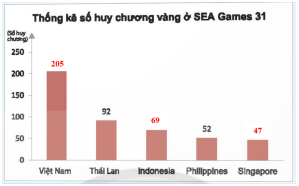 Thống kê số huy chương vàng ở SEA Games 31
(Số huy
chương)
250
200
150
100
50
0
205
92
69
52
47
Việt Nam
Thái Lan
Indonesia
Philippines
Singapore